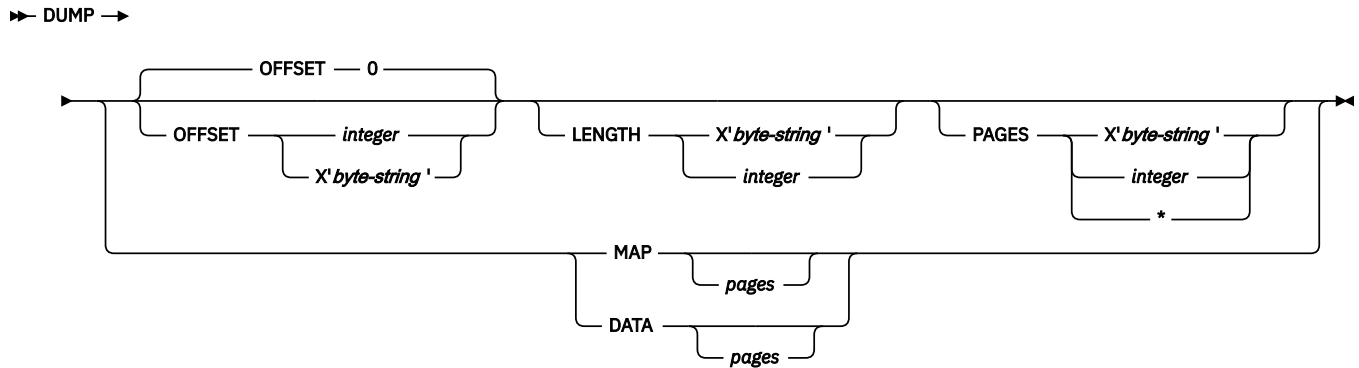 DUMP
OFFSET 0
OFFSET integer LENGTH X'byte-string ' PAGES X'byte-string '
X'byte-string ' integer integer
*
MAP
pages
DATA
pages